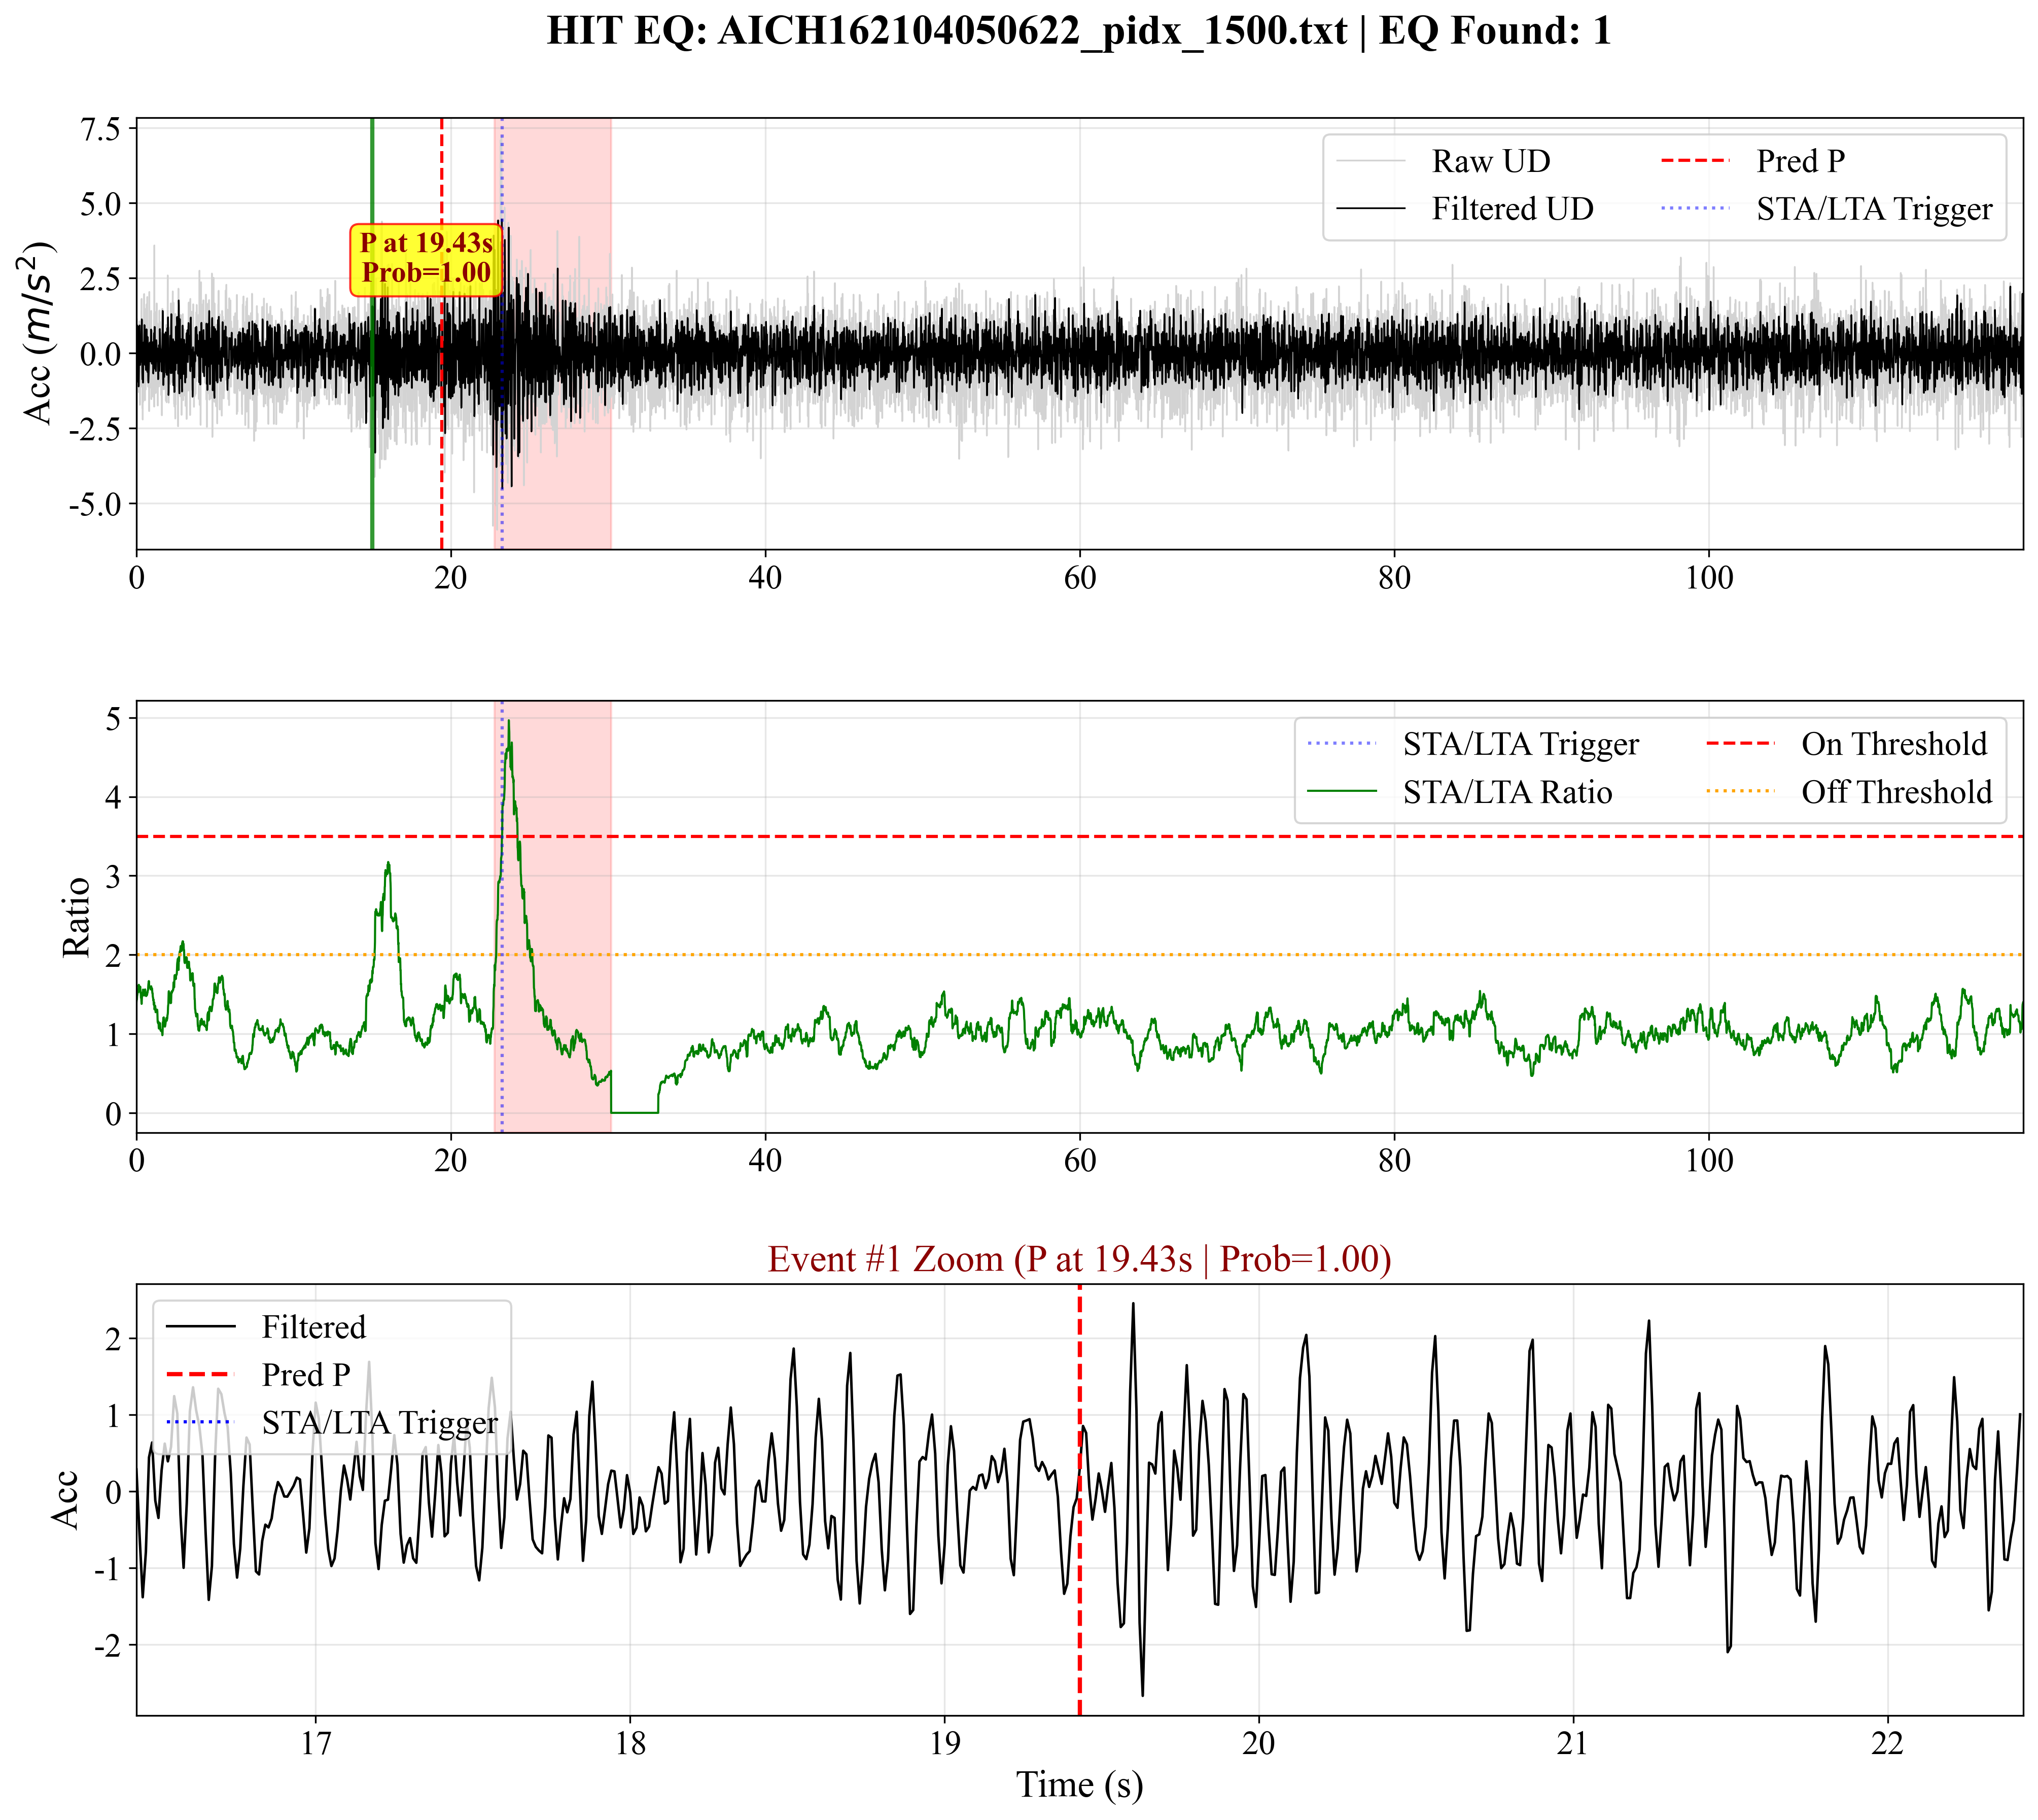 HIT EQ: AICH162104050622_pidx_1500.txt | EQ Found: 1
7.5
5.0
2.5
0.0
-2.5
-5.0
Acc (m/s²)
Raw UD
Filtered UD
Pred P
STA/LTA Trigger
P at 19.43s
Prob=1.00
0 20 40 60 80 100
5
4
3
2
1
0
Ratio
STA/LTA Trigger
STA/LTA Ratio
On Threshold
Off Threshold
0 20 40 60 80 100
Event #1 Zoom (P at 19.43s | Prob=1.00)
2
1
0
-1
-2
Acc
Filtered
Pred P
STA/LTA Trigger
17 18 19 20 21 22
Time (s)